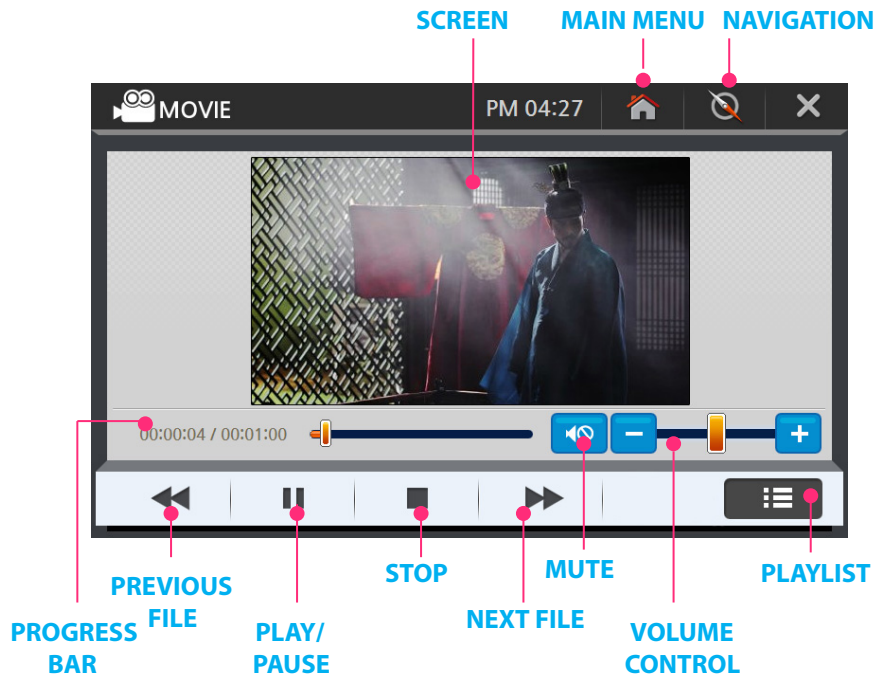 SCREEN
MAIN MENU
NAVIGATION
MOVIE
PM 04:27
00:00:04 / 00:01:00
PREVIOUS
FILE
STOP
MUTE
PLAYLIST
PROGRESS
BAR
PLAY/
PAUSE
NEXT FILE
VOLUME
CONTROL